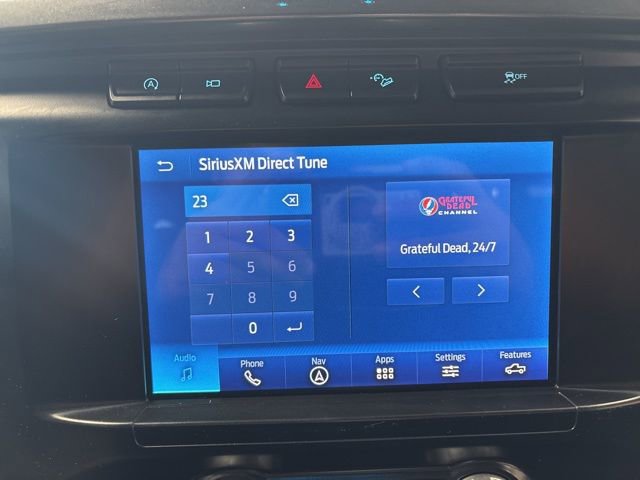 OFF
SiriusXM Direct Tune
23
1 2 3
4 5 6
7 8 9
0
GRATEFUL
DEAD
CHANNEL
Grateful Dead, 24/7
Audio Phone Nav Apps Settings Features